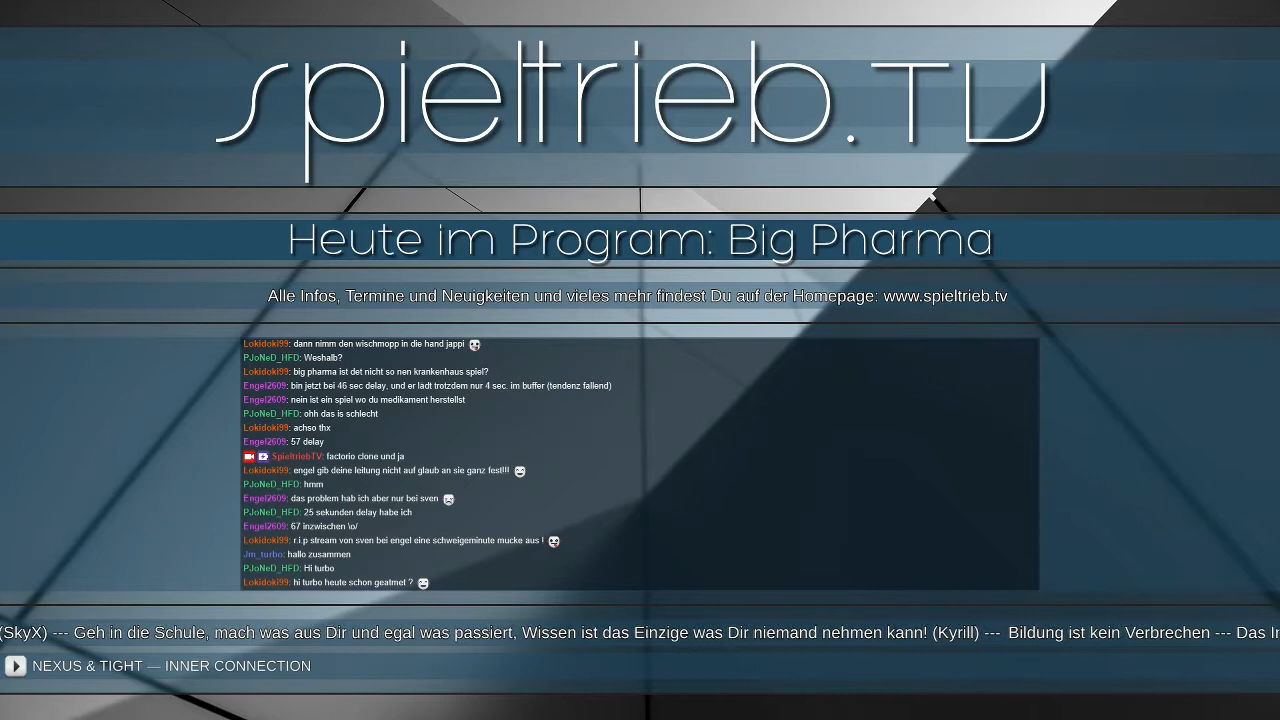 spieltrieb.TV
Heute im Program: Big Pharma
Alle Infos, Termine und Neuigkeiten und vieles mehr findest Du auf der Homepage: www.spieltrieb.tv
Lokidoki99: dann nimm den wischmopp in die hand jappi
PJoNeD_HFD: Weshalb?
Lokidoki99: big pharma ist det nicht so nen krankenhaus spiel?
Engel2609: bin jetzt bei 46 sec delay, und er lädt trotzdem nur 4 sec. im buffer (tendenz fallend)
Engel2609: nein ist ein spiel wo du medikament herstellst
PJoNeD_HFD: ohh das is schlecht
Lokidoki99: achso thx
Engel2609: 57 delay
SpieltriebTV: factorio clone und ja
Lokidoki99: engel gib deine leitung nicht auf glaub an sie ganz fest!!!
PJoNeD_HFD: hmm
Engel2609: das problem hab ich aber nur bei sven
PJoNeD_HFD: 25 sekunden delay habe ich
Engel2609: 67 inzwischen \o/
Lokidoki99: r.i.p stream von sven bei engel eine schweigeminute mucke aus !
Jm_turbo: hallo zusammen
PJoNeD_HFD: Hi turbo
Lokidoki99: hi turbo heute schon geatmet ?
(SkyX) --- Geh in die Schule, mach was aus Dir und egal was passiert, Wissen ist das Einzige was Dir niemand nehmen kann! (Kyrill) --- Bildung ist kein Verbrechen --- Das
NEXUS & TIGHT — INNER CONNECTION